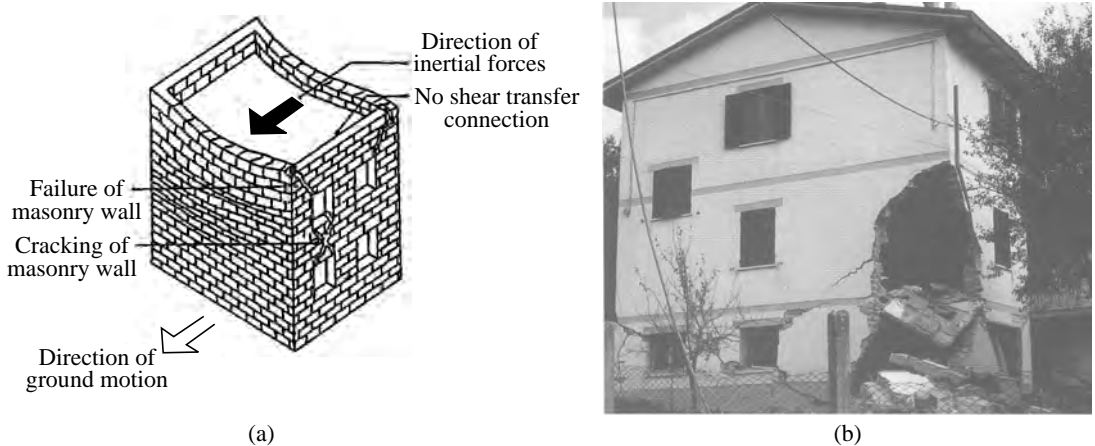 Direction of
inertial forces
No shear transfer
connection
Failure of
masonry wall
Cracking of
masonry wall
Direction of
ground motion
(a)
(b)